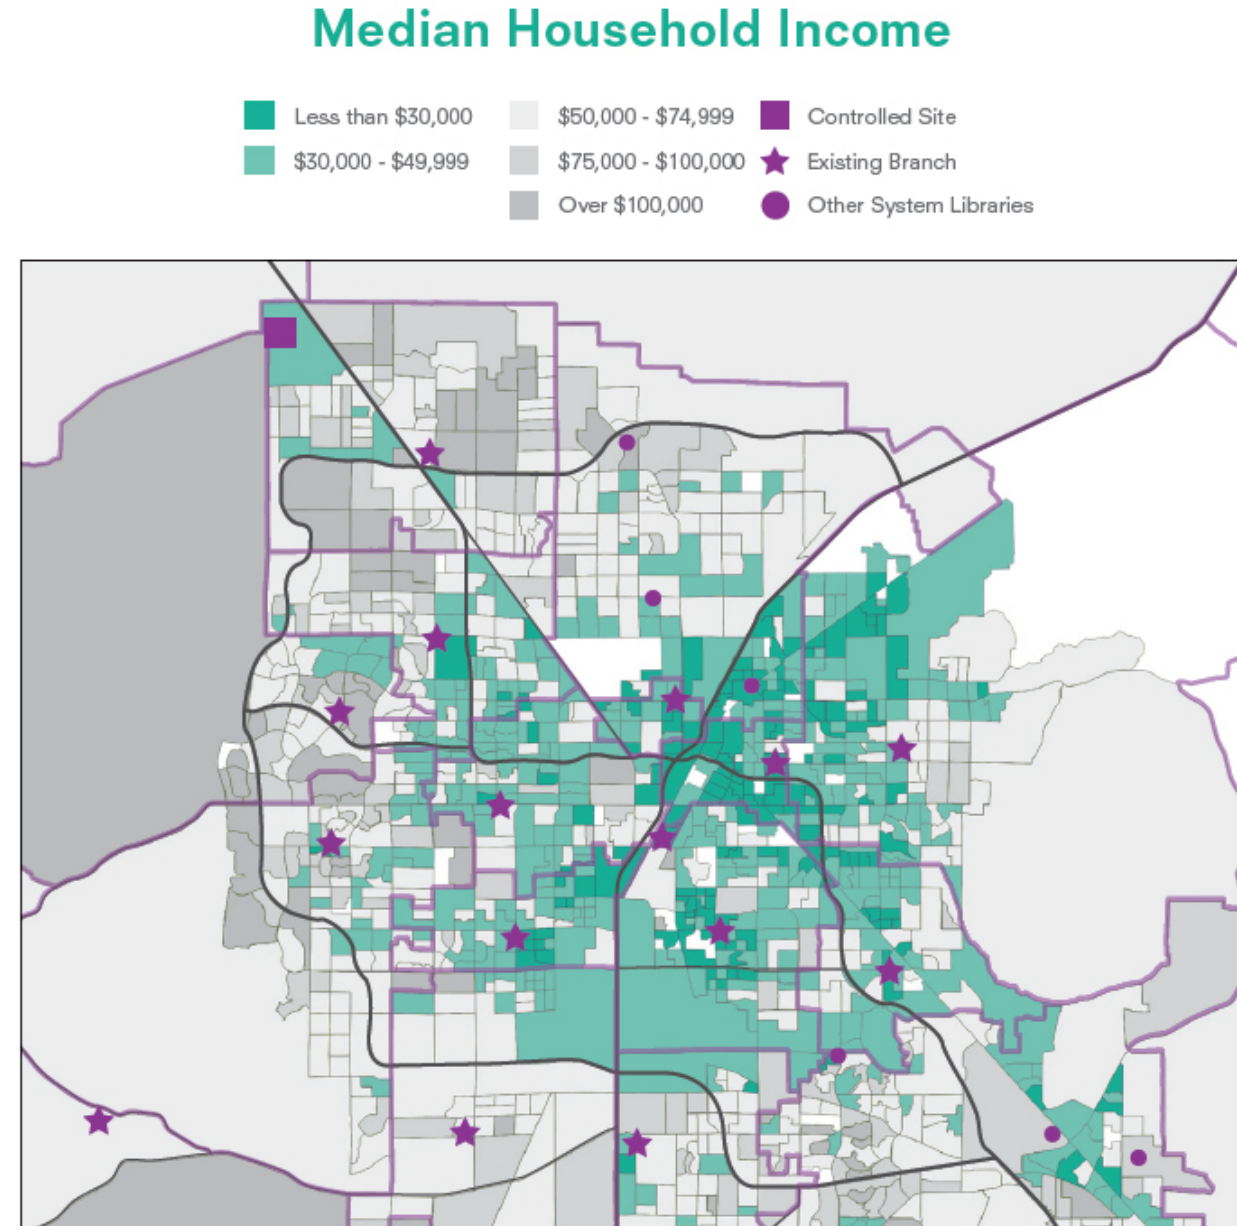 Median Household Income
Less than $30,000
$30,000 - $49,999
$50,000 - $74,999
$75,000 - $100,000
Over $100,000
Controlled Site
Existing Branch
Other System Libraries